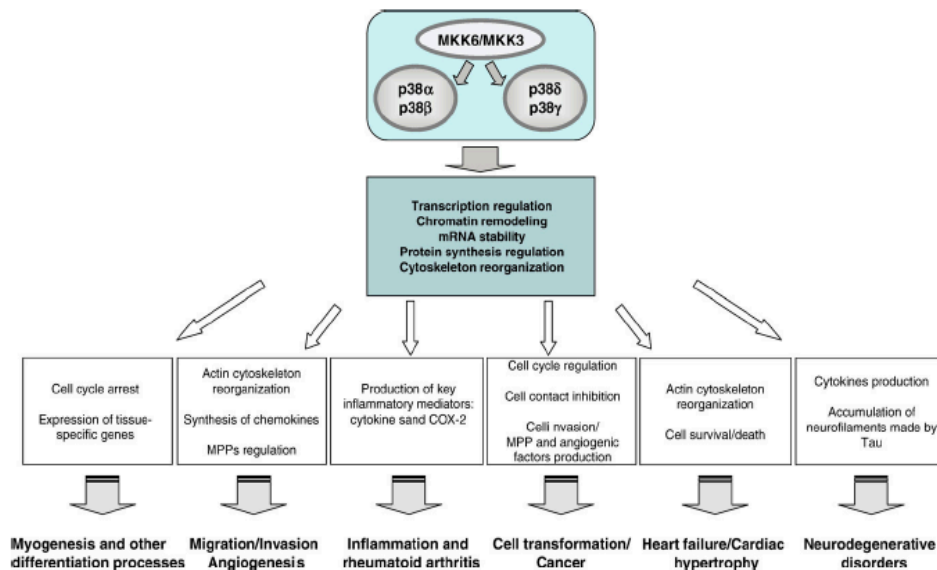 MKK6/MKK3
p38α
p38β
p38δ
p38γ
Transcription regulation
Chromatin remodeling
mRNA stability
Protein synthesis regulation
Cytoskeleton reorganization
Cell cycle arrest
Expression of tissue-
specific genes
Actin cytoskeleton
reorganization
Synthesis of chemokines
MPPs regulation
Production of key
inflammatory mediators:
cytokine sand COX-2
Cell cycle regulation
Cell contact inhibition
Celli nvasion/
MPP and angiogenic
factors production
Actin cytoskeleton
reorganization
Cell survival/death
Cytokines production
Accumulation of
neurofilaments made by
Tau
Myogenesis and other
differentiation processes
Migration/Invasion
Angiogenesis
Inflammation and
rheumatoid arthritis
Cell transformation/
Cancer
Heart failure/Cardiac
hypertrophy
Neurodegenerative
disorders